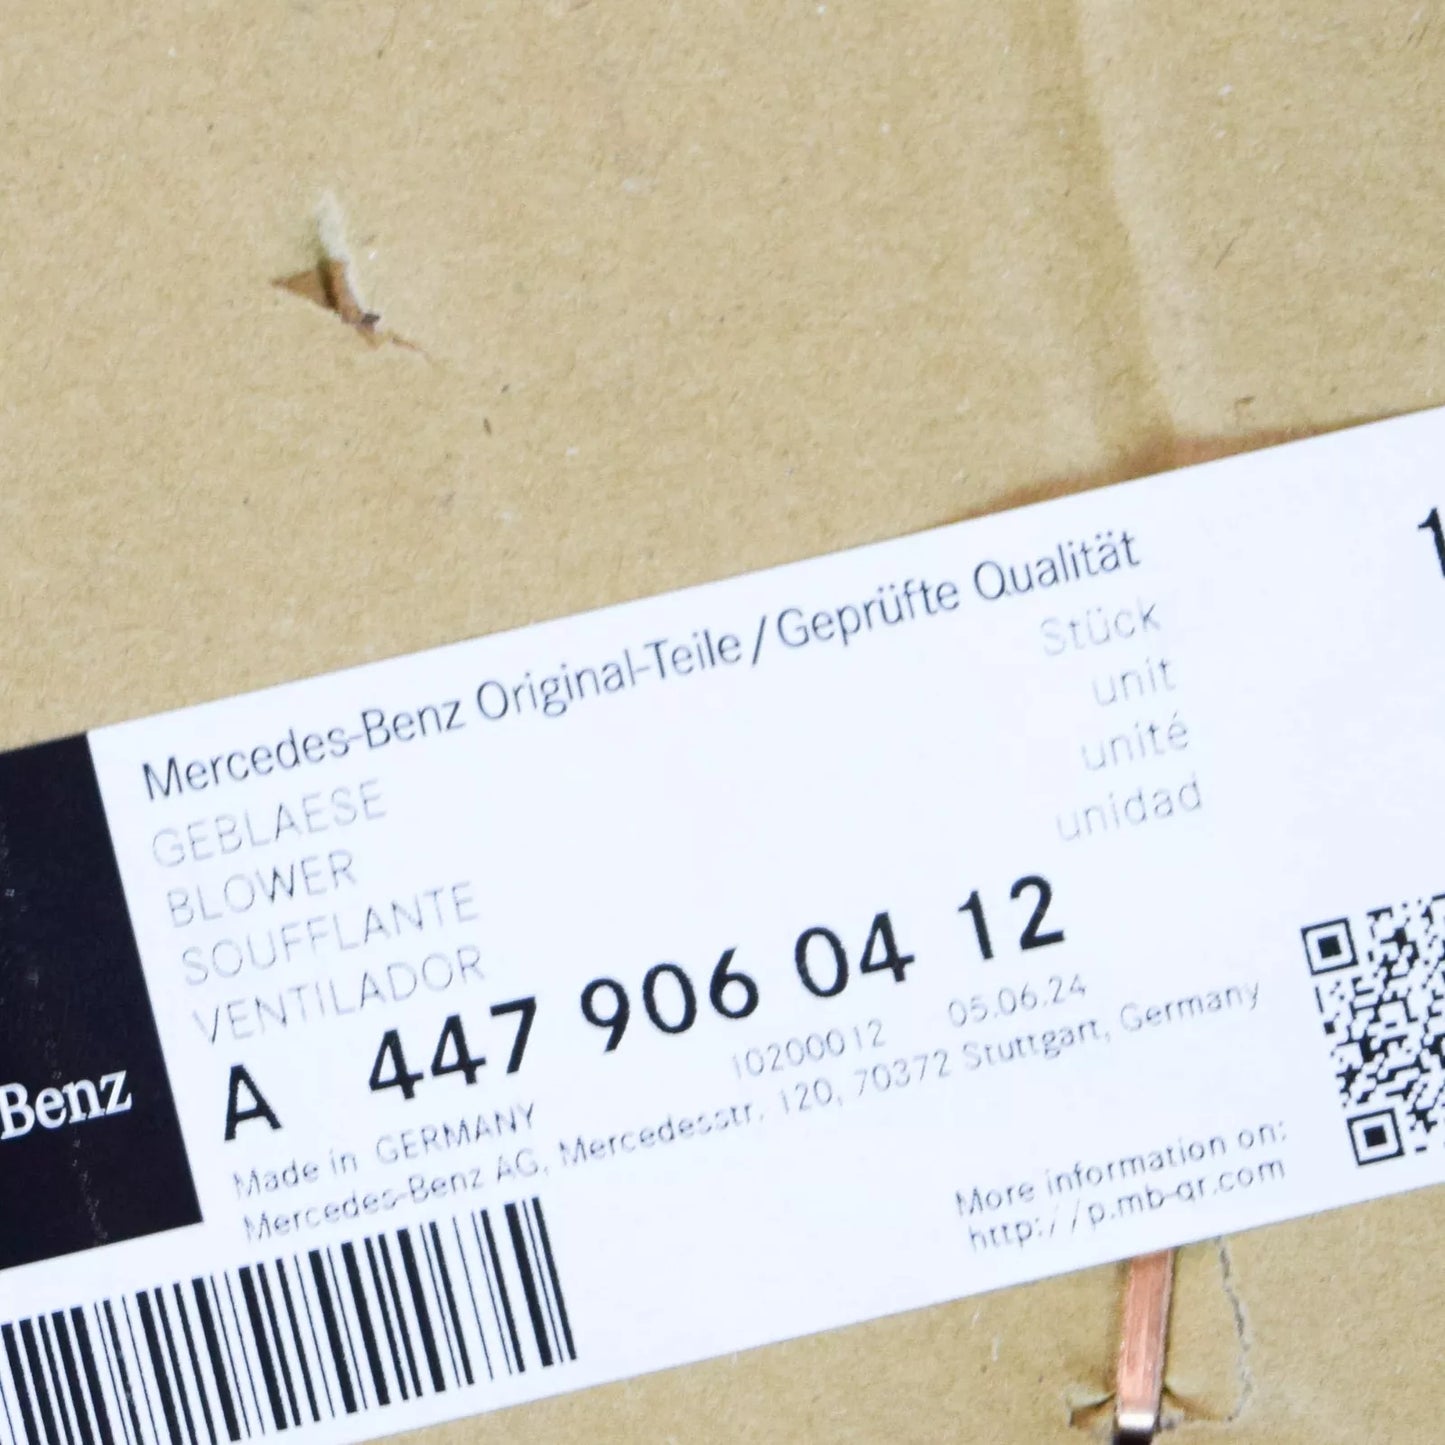 Mercedes-Benz Original-Teile/Geprüfte Qualität
GEBLAESE
BLOWER
SOUFFLANTE
VENTILADOR
Stück
unit
unité
unidad
1
A 447 906 04 12
10200012 05.06.24
Made in GERMANY
Mercedes-Benz AG, Mercedesstr. 120, 70372 Stuttgart, Germany
More information on:
http://p.mb-qr.com
Benz